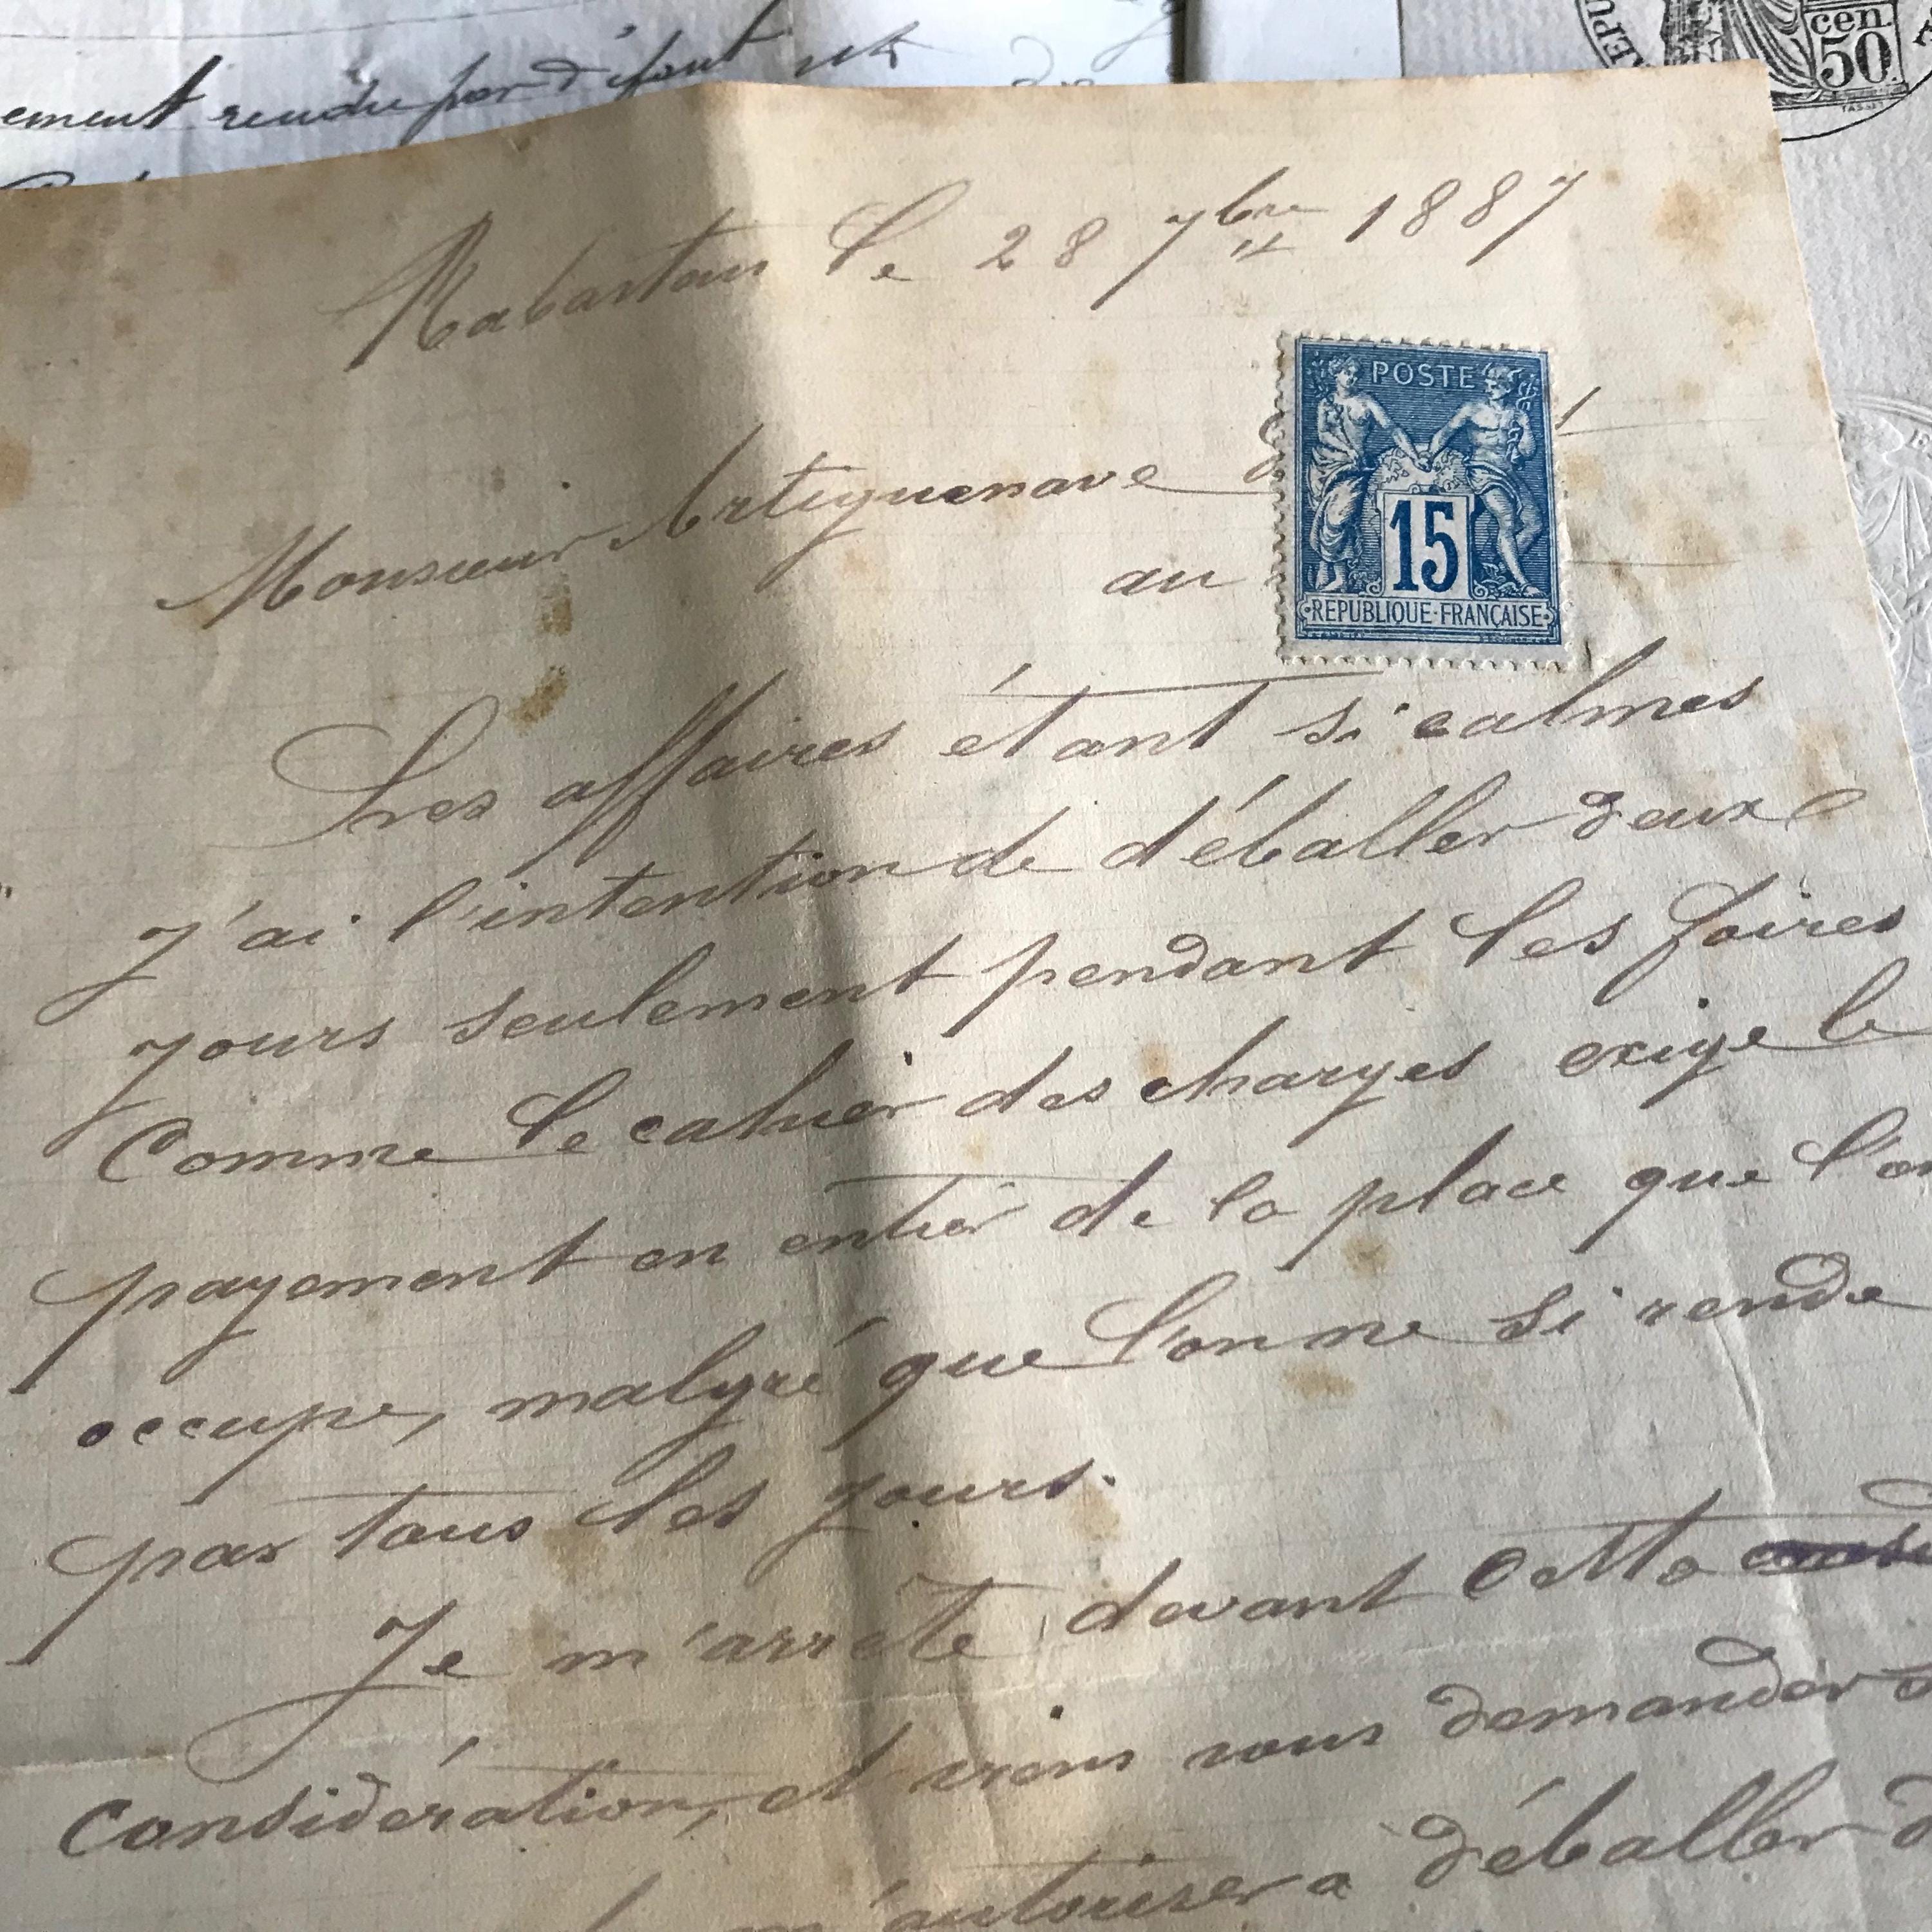 ement rendu par défaut
cen.
50
Rabastens le 28 7bre 1887
POSTE
15
REPUBLIQUE FRANÇAISE
Monsieur Artiguenave
au
Les affaires étant si calmes
j'ai l'intention de déballer deux
jours seulement pendant les foires
Comme le cahier des charges exige le
payement en entier de la place que l'on
occupe, malgré que l'on ne si rende
pas tous les jours.
Je m'arrête devant cette
Considération, et viens vous demander
m'autoriser a déballer